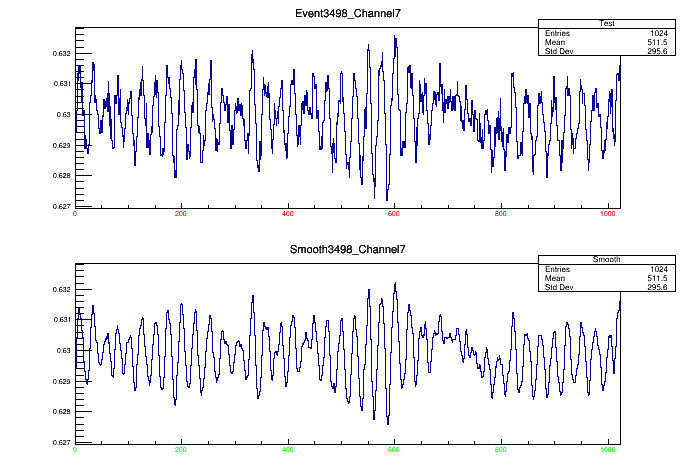 Event3498_Channel7
Test
Entries 1024
Mean 511.5
Std Dev 295.6
0.632
0.631
0.63
0.629
0.628
0.627
0 200 400 600 800 1000
Smooth3498_Channel7
Smooth
Entries 1024
Mean 511.5
Std Dev 295.6
0.632
0.631
0.63
0.629
0.628
0.627
0 200 400 600 800 1000